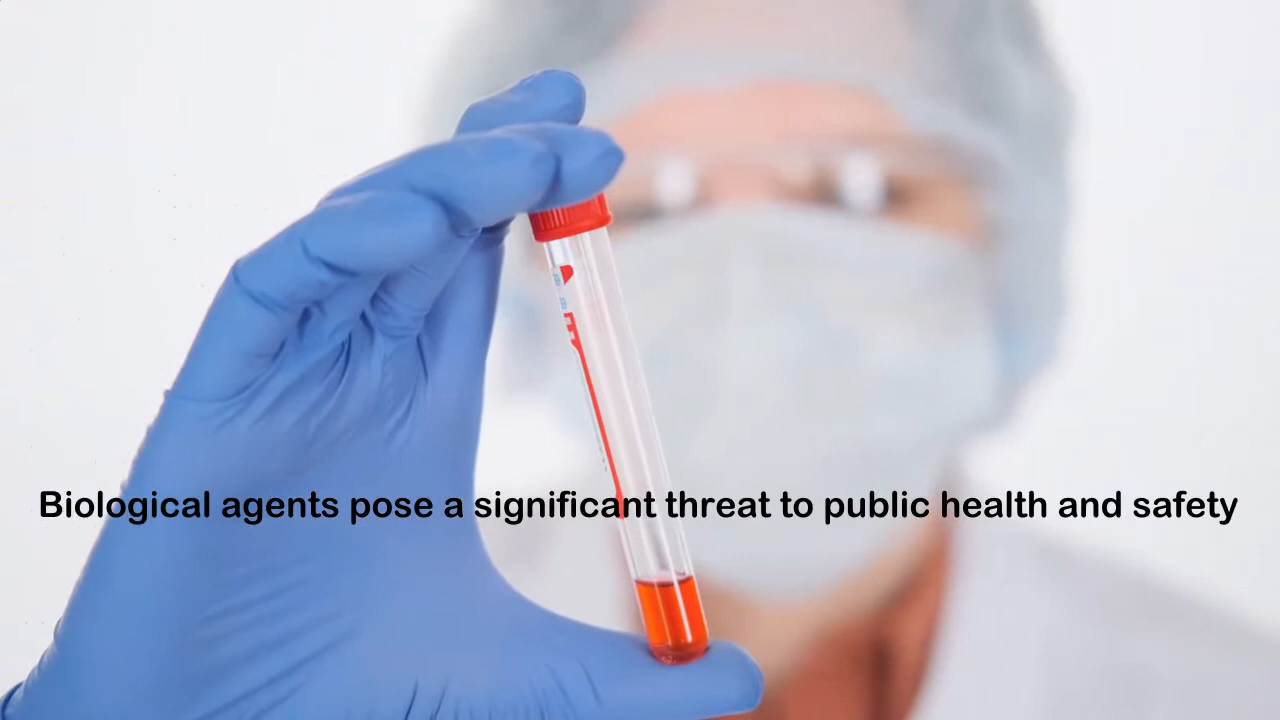 Biological agents pose a significant threat to public health and safety